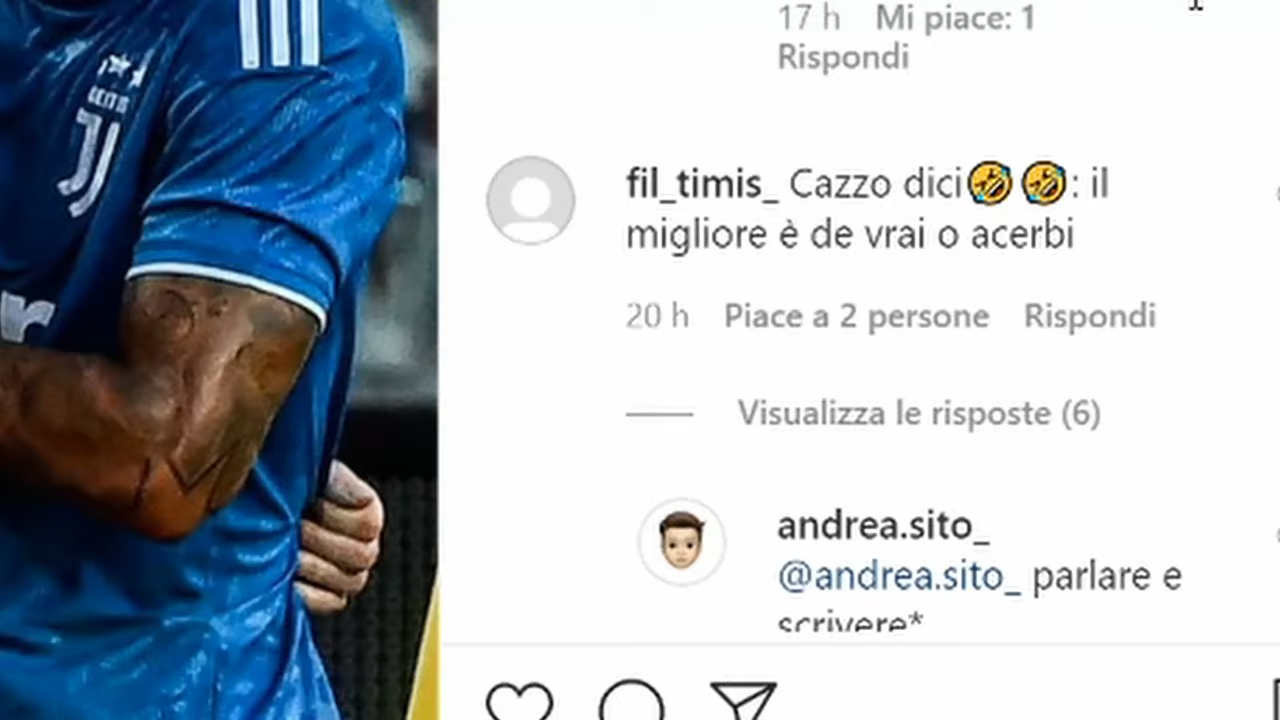 17 h Mi piace: 1
Rispondi
fil_timis_ Cazzo dici🤣🤣: il
migliore è de vrai o acerbi
20 h Piace a 2 persone Rispondi
Visualizza le risposte (6)
andrea.sito_
@andrea.sito_ parlare e
scrivere*